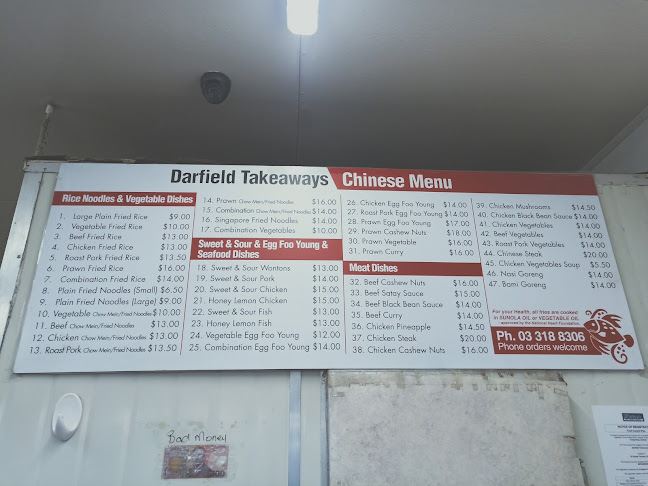 Darfield Takeaways Chinese Menu
Rice Noodles & Vegetable Dishes
1. Large Plain Fried Rice $9.00
2. Vegetable Fried Rice $10.00
3. Beef Fried Rice $13.00
4. Chicken Fried Rice $13.00
5. Roast Pork Fried Rice $13.50
6. Prawn Fried Rice $16.00
7. Combination Fried Rice $14.00
8. Plain Fried Noodles (Small) $6.50
9. Plain Fried Noodles (Large) $9.00
10. Vegetable Chow Mein/Fried Noodles $10.00
11. Beef Chow Mein/Fried Noodles $13.00
12. Chicken Chow Mein/Fried Noodles $13.00
13. Roast Pork Chow Mein/Fried Noodles $13.50
14. Prawn Chow Mein/Fried Noodles $16.00
15. Combination Chow Mein/Fried Noodles $14.00
16. Singapore Fried Noodles $14.00
17. Combination Vegetables $10.00
Sweet & Sour & Egg Foo Young &
Seafood Dishes
18. Sweet & Sour Wontons $13.00
19. Sweet & Sour Pork $14.00
20. Sweet & Sour Chicken $15.00
21. Honey Lemon Chicken $15.00
22. Sweet & Sour Fish $13.00
23. Honey Lemon Fish $13.00
24. Vegetable Egg Foo Young $12.00
25. Combination Egg Foo Young $14.00
26. Chicken Egg Foo Young $14.00
27. Roast Pork Egg Foo Young $14.00
28. Prawn Egg Foo Young $17.00
29. Prawn Cashew Nuts $18.00
30. Prawn Vegetable $16.00
31. Prawn Curry $16.00
Meat Dishes
32. Beef Cashew Nuts $16.00
33. Beef Satay Sauce $15.00
34. Beef Black Bean Sauce $14.00
35. Beef Curry $14.00
36. Chicken Pineapple $14.50
37. Chicken Steak $20.00
38. Chicken Cashew Nuts $16.00
39. Chicken Mushrooms $14.50
40. Chicken Black Bean Sauce $14.00
41. Chicken Vegetables $14.00
42. Beef Vegetables $14.00
43. Roast Pork Vegetables $14.00
44. Chinese Steak $20.00
45. Chicken Vegetables Soup $5.50
46. Nasi Goreng $14.00
47. Bami Goreng $14.00
For your Health, all fries are cooked
in SUNOLA OIL or VEGETABLE OIL
approved by the National Heart Foundation.
Ph. 03 318 8306
Phone orders welcome
Bad Money